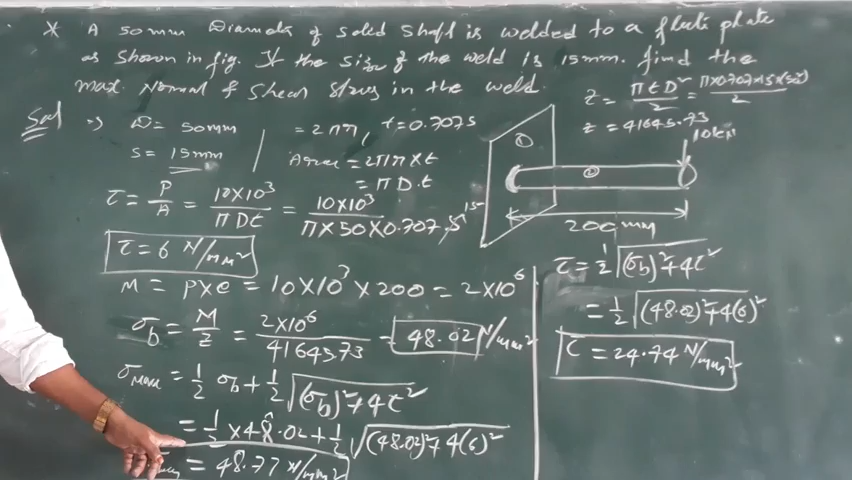 * A 50mm Diameter of solid shaft is welded to a flute plate
as shown in fig. If the size of the weld is 15mm. find the
max. Normal & Shear Stress in the weld.
Z = πtD²/2 = π×0.707×15×(50)²/2
Z = 41645.73
Sol → D = 50mm
S = 15mm
= 2πr, t = 0.707S
Area = 2πr × t
= πD.t
① ②
10kN
200mm
τ = P/A = 10×10³/πDt = 10×10³/π×50×0.707×15
τ = 6 N/mm²
M = P×e = 10×10³×200 = 2×10⁶
σb = M/Z = 2×10⁶/41645.73 = 48.02 N/mm²
σmax = 1/2 σb + 1/2 √(σb)²+4τ²
= 1/2 × 48.02 + 1/2 √(48.02)²+4(6)²
= 48.77 N/mm²
τ = 1/2 √(σb)²+4τ²
= 1/2 √(48.02)²+4(6)²
τ = 24.74 N/mm²